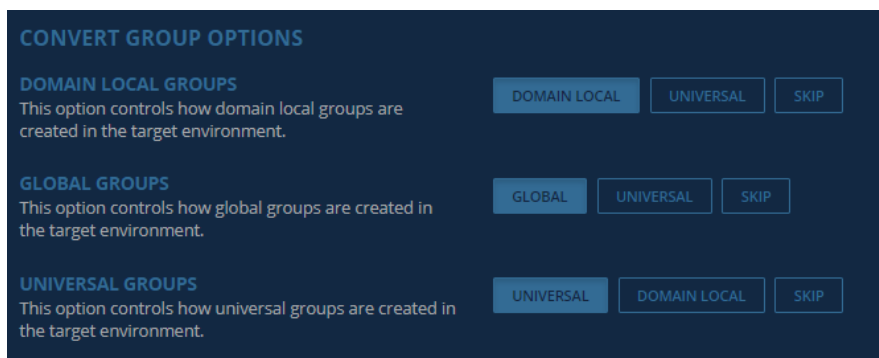 CONVERT GROUP OPTIONS
DOMAIN LOCAL GROUPS
This option controls how domain local groups are
created in the target environment.
DOMAIN LOCAL UNIVERSAL SKIP
GLOBAL GROUPS
This option controls how global groups are created in
the target environment.
GLOBAL UNIVERSAL SKIP
UNIVERSAL GROUPS
This option controls how universal groups are created in
the target environment.
UNIVERSAL DOMAIN LOCAL SKIP